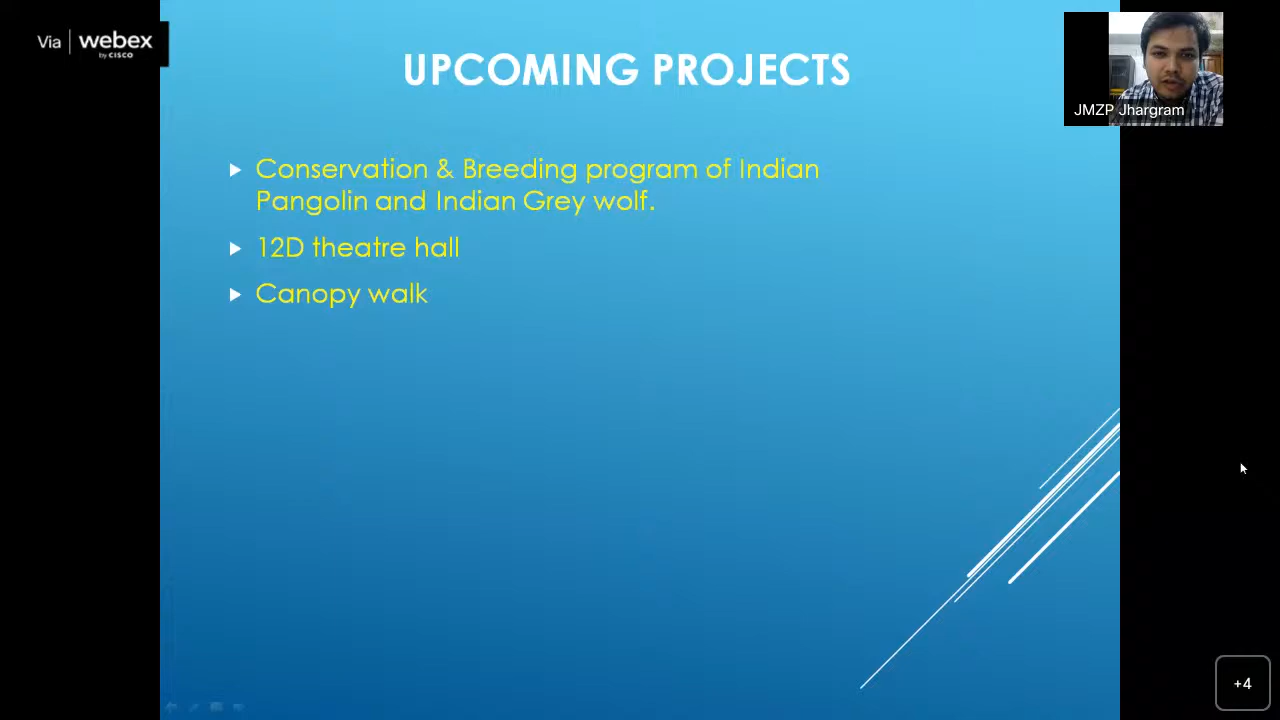 Via webex
by CISCO
UPCOMING PROJECTS
JMZP Jhargram
Conservation & Breeding program of Indian
Pangolin and Indian Grey wolf.
12D theatre hall
Canopy walk
+4